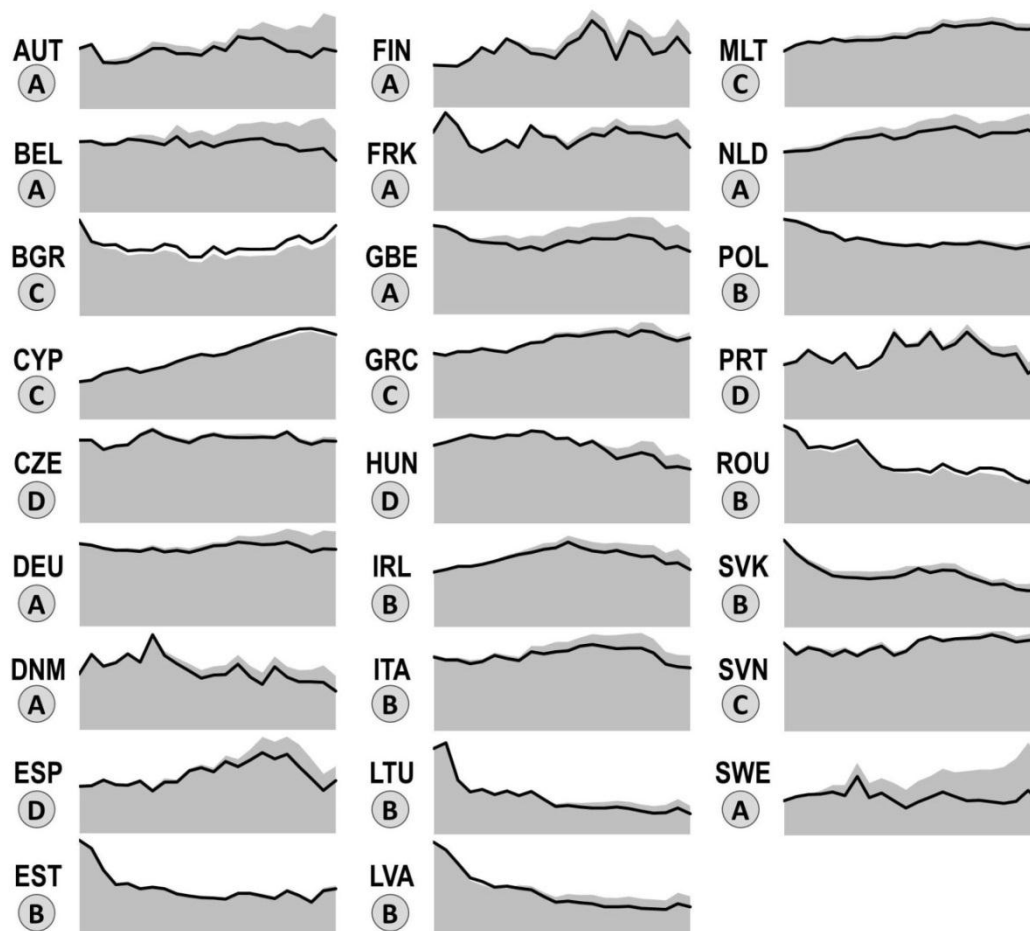 AUT
A
BEL
A
BGR
C
CYP
C
CZE
D
DEU
A
DNM
A
ESP
D
EST
B
FIN
A
FRK
A
GBE
A
GRC
C
HUN
D
IRL
B
ITA
B
LTU
B
LVA
B
MLT
C
NLD
A
POL
B
PRT
D
ROU
B
SVK
B
SVN
C
SWE
A